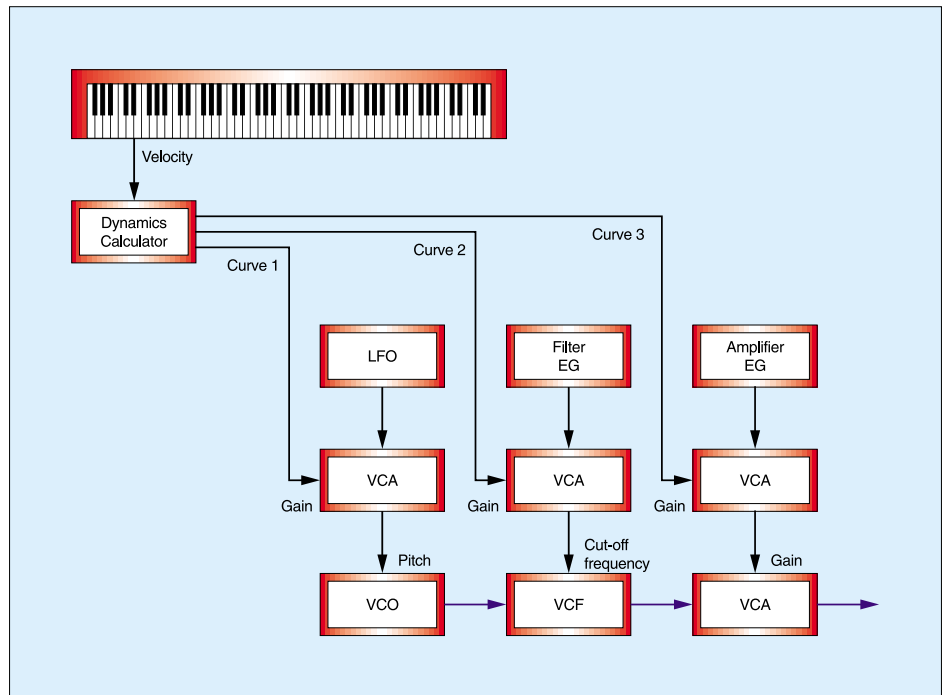 Velocity
Dynamics
Calculator
Curve 1
Curve 2
Curve 3
LFO
Filter
EG
Amplifier
EG
VCA
VCA
VCA
Gain
Gain
Gain
Pitch
Cut-off
frequency
Gain
VCO
VCF
VCA